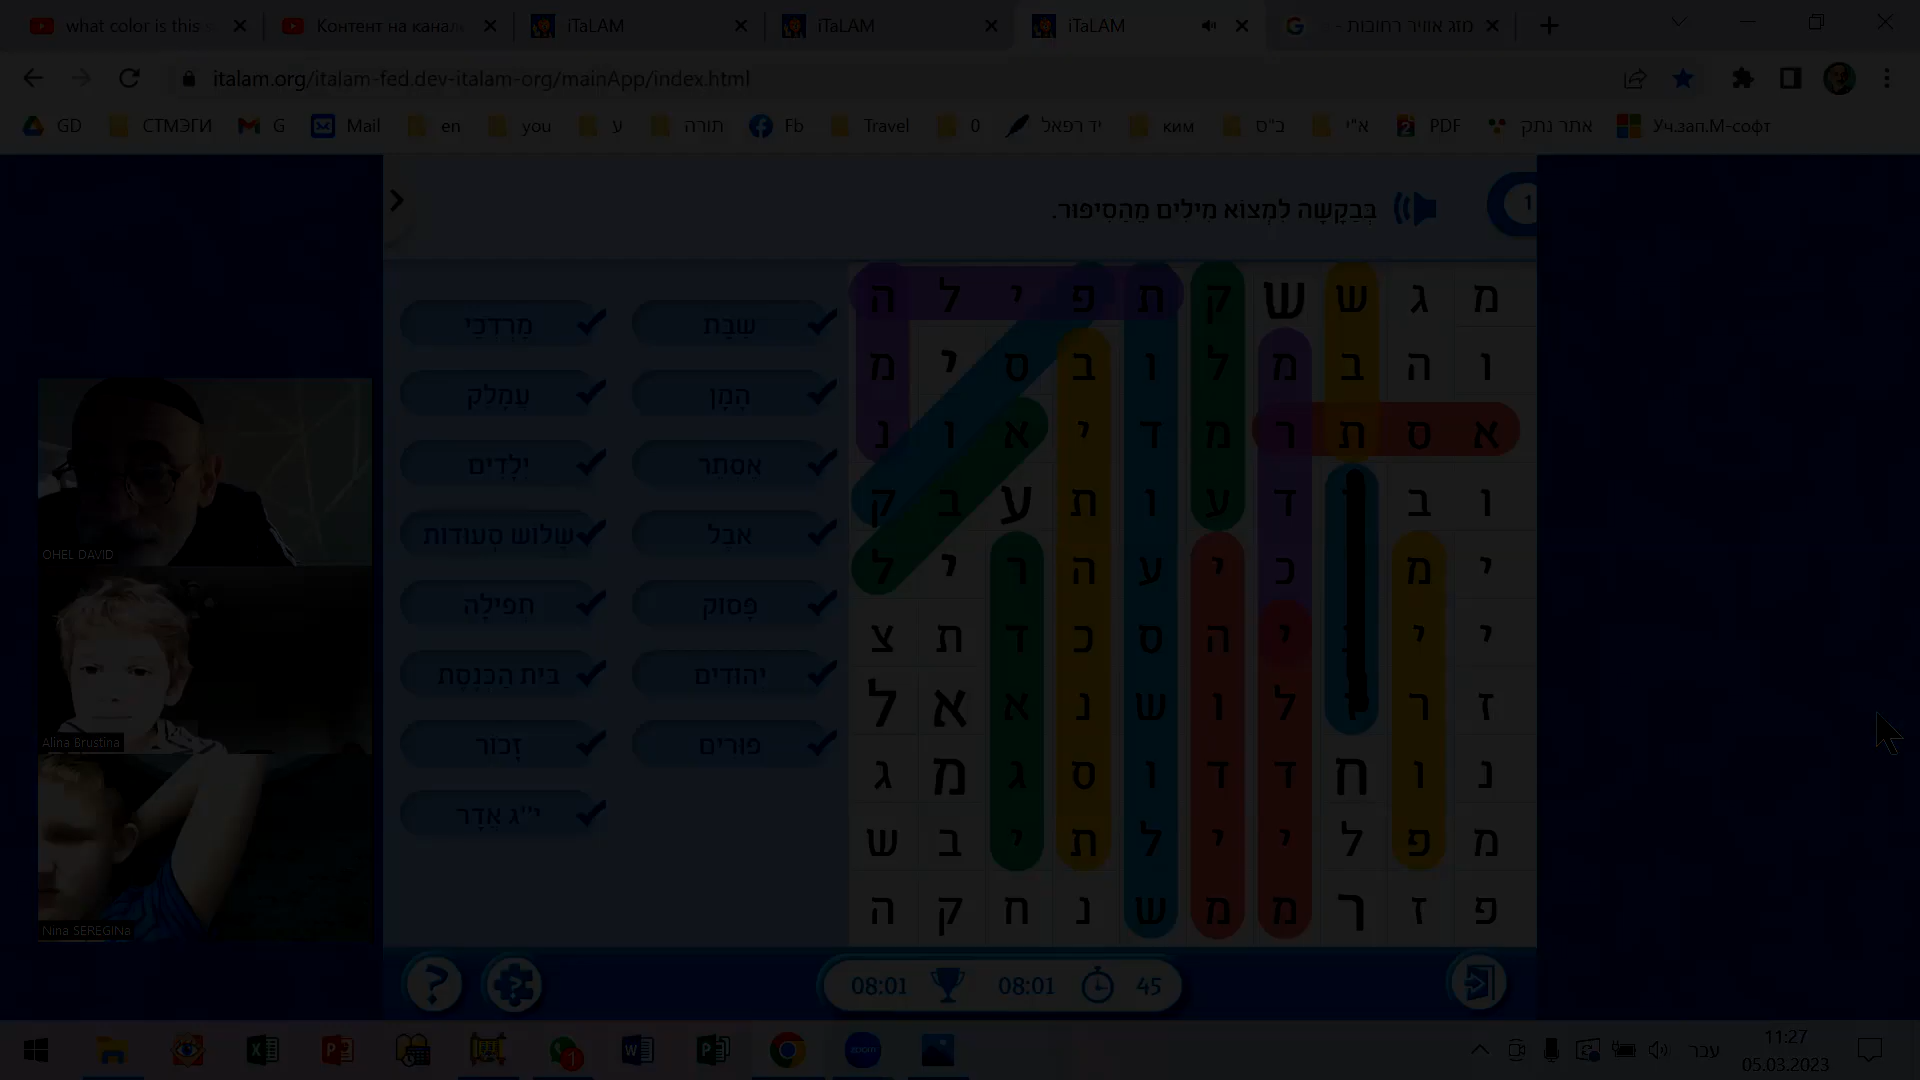 what color is this
Контент на канал
iTaLAM
iTaLAM
iTaLAM
מזג אוויר רחובות -
italam.org/italam-fed.dev-italam-org/mainApp/index.html
GD
СТМЭГИ
G
Mail
en
you
ע
תורה
Fb
Travel
0
יד רפאל
ким
ב"ס
א"י
PDF
אתר נתק
Уч.зап.М-софт
1
בְּבַקָּשָׁה לִמְצוֹא מִילִים מֵהַסִּיפּוּר.
שַׁבָּת
מָרְדְּכַי
הָמָן
עֲמָלֵק
אֶסְתֵּר
יְלָדִים
אֲבָל
שָׁלוֹשׁ סְעוּדוֹת
פָּסוּק
תְּפִילָּה
יְהוּדִים
בֵּית הַכְּנֶסֶת
פּוּרִים
זָכוֹר
י"ג אֲדָר
מ ג ש ש ק ת פ י ל ה
ו ה ב מ ל ו ב ס י מ
א ס ת ר מ ד י א ו נ
ו ב ד ע ו ת ע ב ק
י מ כ י ע ה ר י ל
י י י ה ס כ ד ת צ
ז ר ל ו ש נ א א ל
נ ו ח ד ד ו ס ג מ ג
מ פ ל י י ל ת י ב ש
פ ז ך מ מ ש נ ח ק ה
OHEL DAVID
Alina Brustina
Nina SEREGINa
08:01
08:01
45
1
zoom
עבר
11:27
05.03.2023